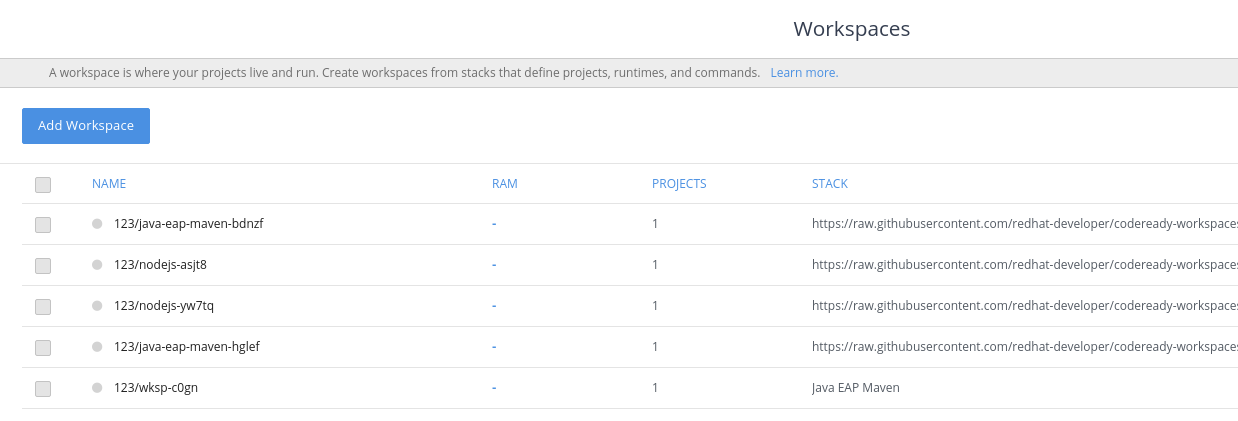 Workspaces
A workspace is where your projects live and run. Create workspaces from stacks that define projects, runtimes, and commands. Learn more.
Add Workspace
NAME RAM PROJECTS STACK
123/java-eap-maven-bdnzf - 1 https://raw.githubusercontent.com/redhat-developer/codeready-workspaces
123/nodejs-asjt8 - 1 https://raw.githubusercontent.com/redhat-developer/codeready-workspaces
123/nodejs-yw7tq - 1 https://raw.githubusercontent.com/redhat-developer/codeready-workspaces
123/java-eap-maven-hglef - 1 https://raw.githubusercontent.com/redhat-developer/codeready-workspaces
123/wksp-c0gn - 1 Java EAP Maven